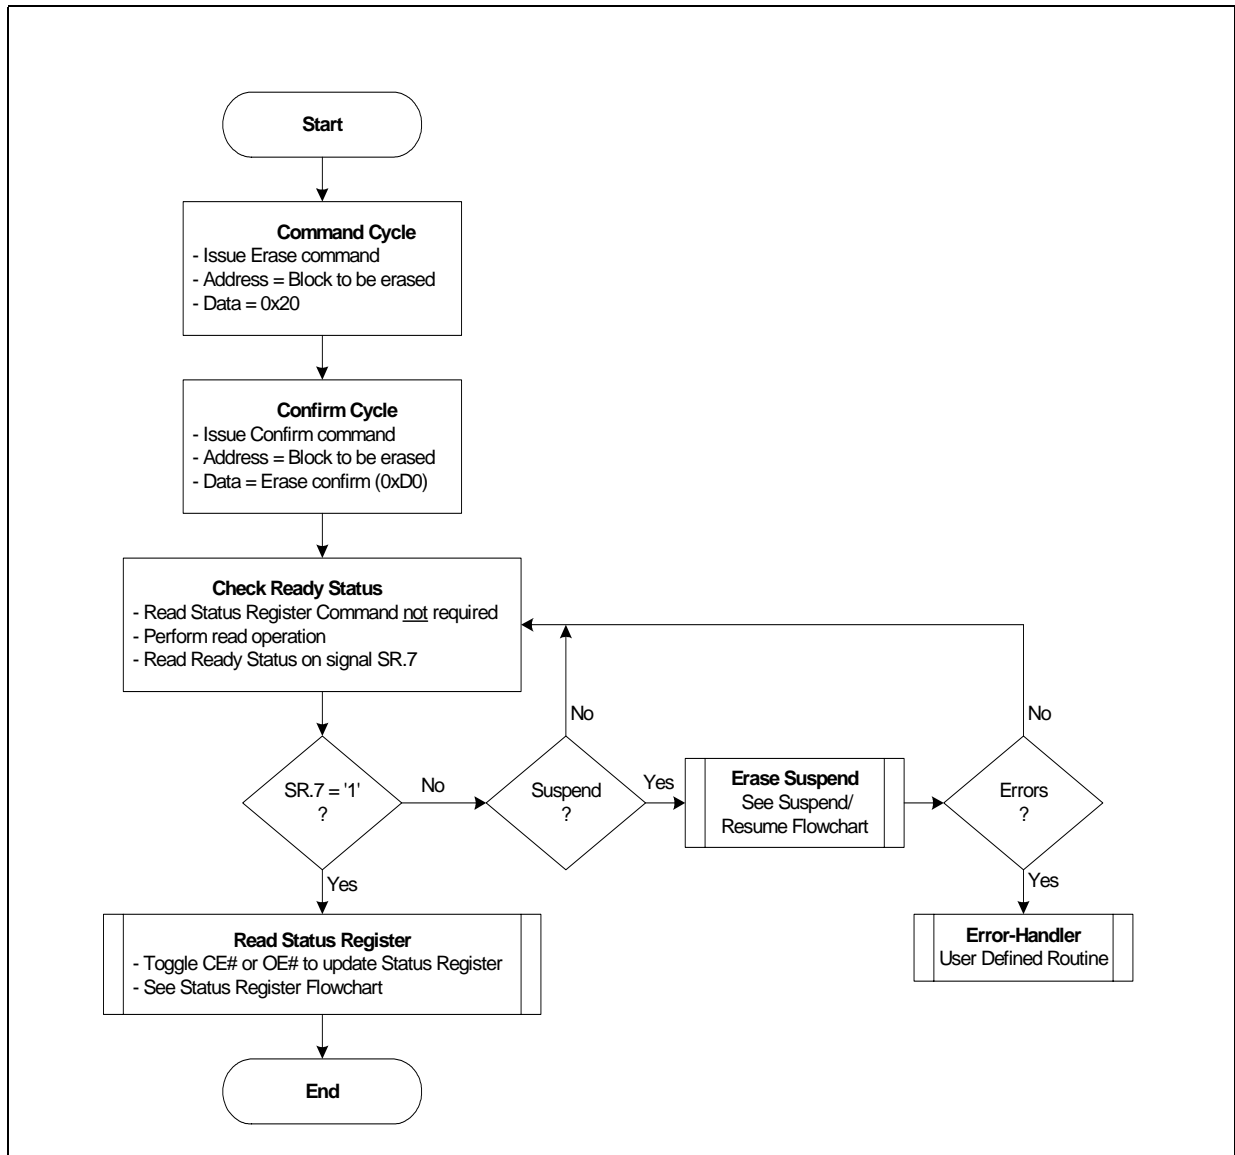 Start
Command Cycle
- Issue Erase command
- Address = Block to be erased
- Data = 0x20
Confirm Cycle
- Issue Confirm command
- Address = Block to be erased
- Data = Erase confirm (0xD0)
Check Ready Status
- Read Status Register Command not required
- Perform read operation
- Read Ready Status on signal SR.7
No
No
SR.7 = '1'
?
No
Suspend
?
Yes
Erase Suspend
See Suspend/
Resume Flowchart
Errors
?
Yes
Yes
Read Status Register
- Toggle CE# or OE# to update Status Register
- See Status Register Flowchart
Error-Handler
User Defined Routine
End